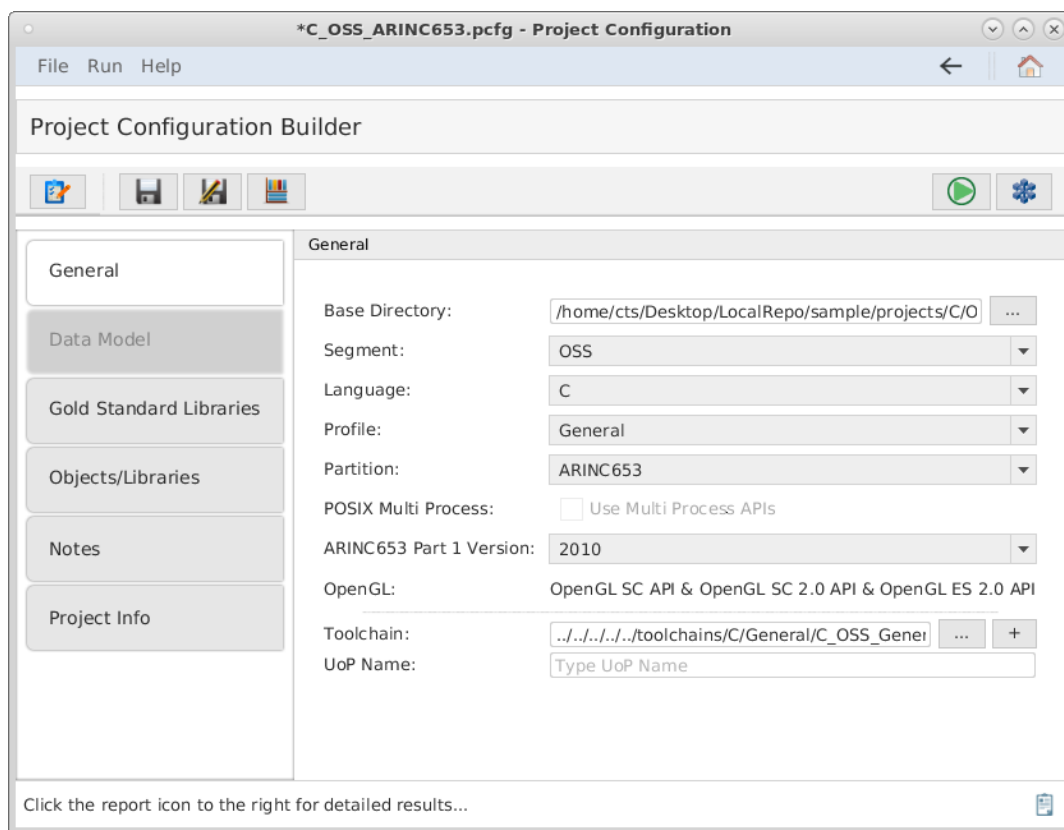 *C_OSS_ARINC653.pcfg - Project Configuration
File Run Help
Project Configuration Builder
General
Data Model
Gold Standard Libraries
Objects/Libraries
Notes
Project Info
General
Base Directory: /home/cts/Desktop/LocalRepo/sample/projects/C/O ...
Segment: OSS
Language: C
Profile: General
Partition: ARINC653
POSIX Multi Process: Use Multi Process APIs
ARINC653 Part 1 Version: 2010
OpenGL: OpenGL SC API & OpenGL SC 2.0 API & OpenGL ES 2.0 API
Toolchain: ../../../../../toolchains/C/General/C_OSS_Gener ... +
UoP Name: Type UoP Name
Click the report icon to the right for detailed results...